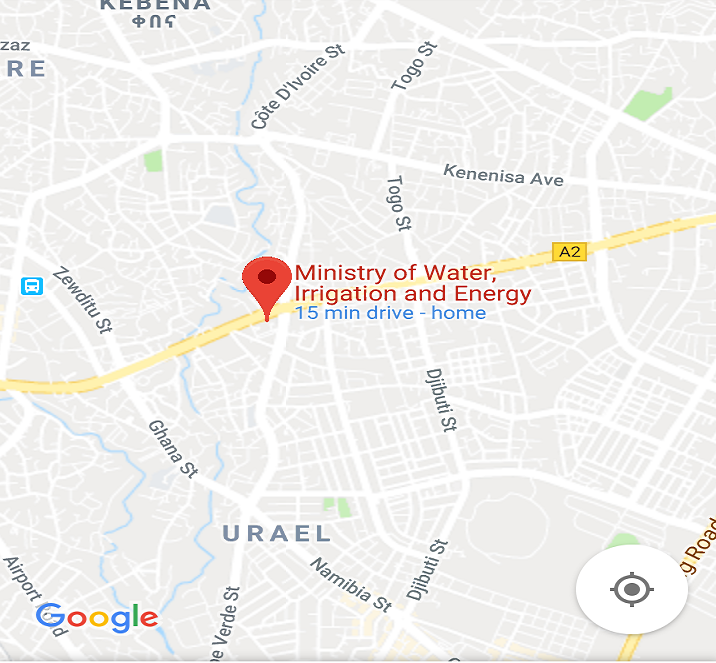 KEBENA
ቀበና
zaz
RE
Côte D'Ivoire St
Togo St
Kenenisa Ave
Togo St
A2
Zewditu St
Ministry of Water,
Irrigation and Energy
15 min drive - home
Djibuti St
Ghana St
URAEL
g Road
Namibia St
Djibuti St
Airport Road
Google
pe Verde St